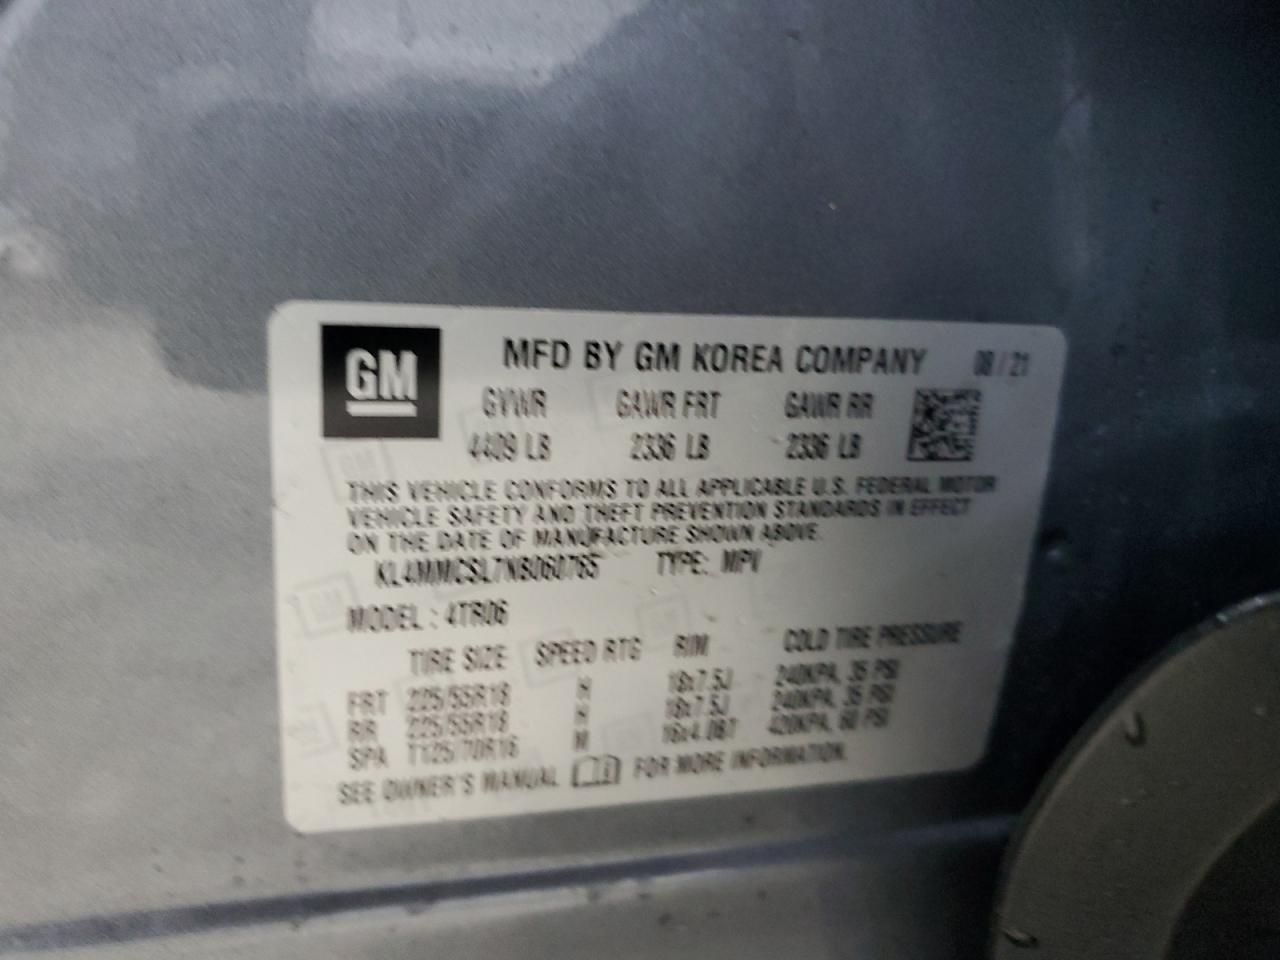 GM
MFD BY GM KOREA COMPANY 08/21
GVWR GAWR FRT GAWR RR
4409 LB 2336 LB 2336 LB
THIS VEHICLE CONFORMS TO ALL APPLICABLE U.S. FEDERAL MOTOR
VEHICLE SAFETY AND THEFT PREVENTION STANDARDS IN EFFECT
ON THE DATE OF MANUFACTURE SHOWN ABOVE.
KL4MMCSL7NB060765 TYPE: MPV
MODEL: 4TR06
TIRE SIZE SPEED RTG RIM COLD TIRE PRESSURE
FRT 225/55R18 H 18x7.5J 240KPA, 35 PSI
RR 225/55R18 H 18x7.5J 240KPA, 35 PSI
SPA T125/70R16 M 16x4.0BT 420KPA, 60 PSI
SEE OWNER'S MANUAL FOR MORE INFORMATION.